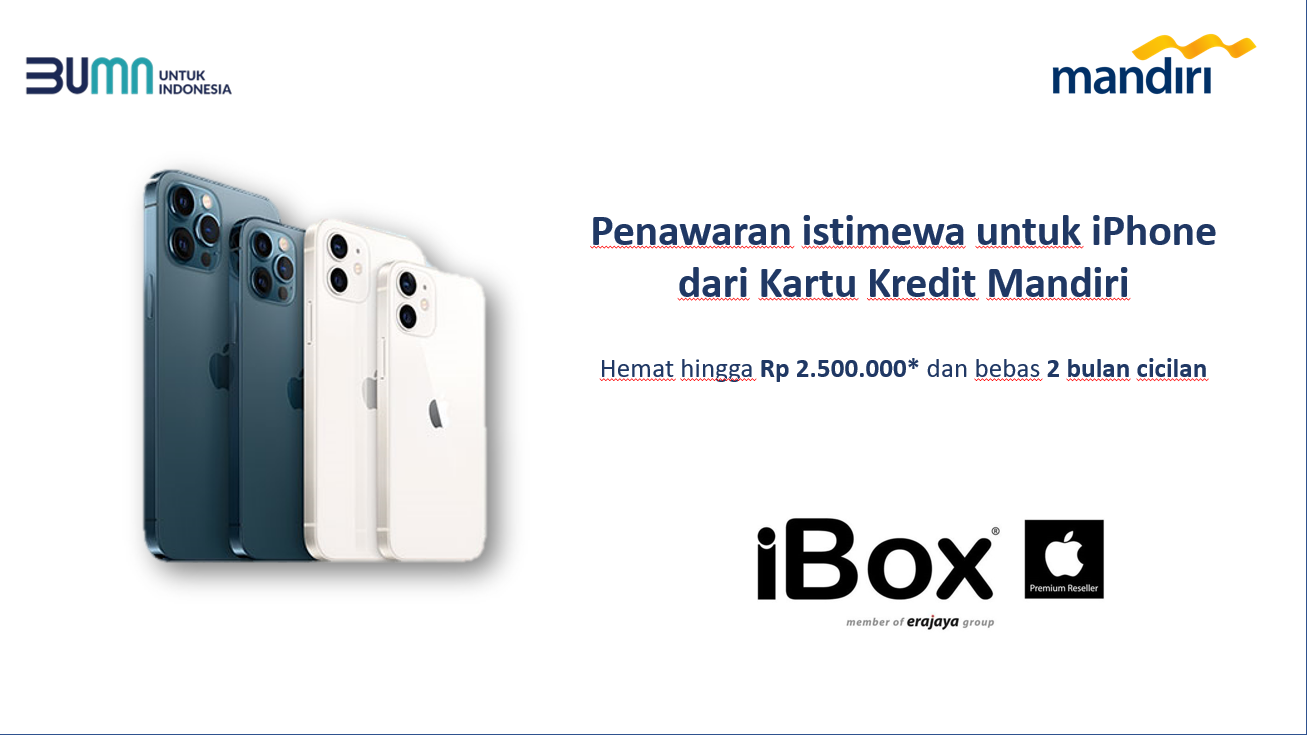 BUMN UNTUK
INDONESIA
mandiri
Penawaran istimewa untuk iPhone
dari Kartu Kredit Mandiri
Hemat hingga Rp 2.500.000* dan bebas 2 bulan cicilan
iBox®
Premium Reseller
member of erajaya group